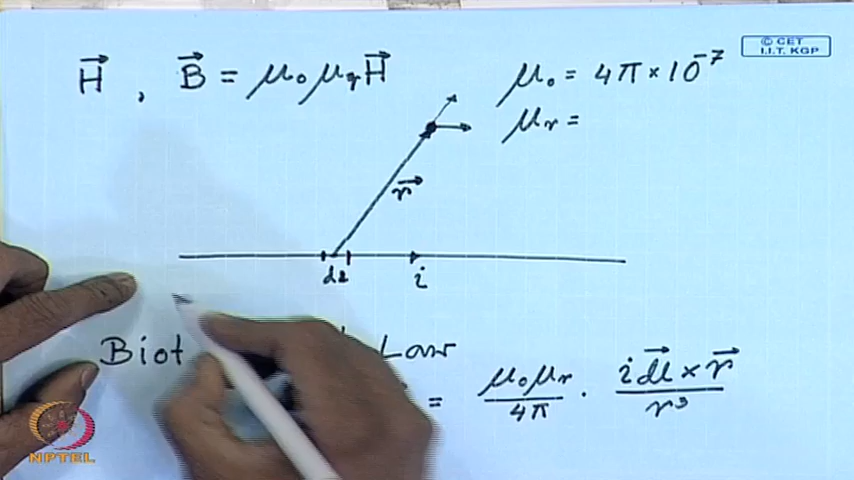 © CET
I.I.T. KGP
H⃗ , B⃗ = μ₀μᵣH⃗
μ₀ = 4π × 10⁻⁷
μᵣ =
r⃗
dl
i
Biot Law
= μ₀μᵣ/4π · i dl⃗ × r⃗ / r³
NPTEL